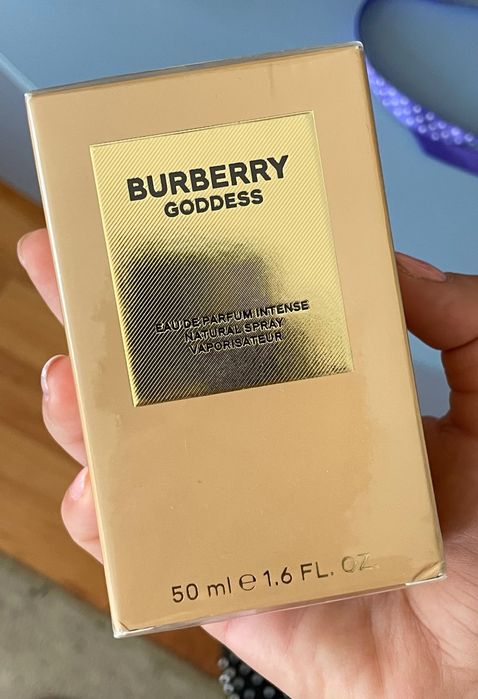 BURBERRY
GODDESS
EAU DE PARFUM INTENSE
NATURAL SPRAY
VAPORISATEUR
50 ml ℮ 1.6 FL. OZ.